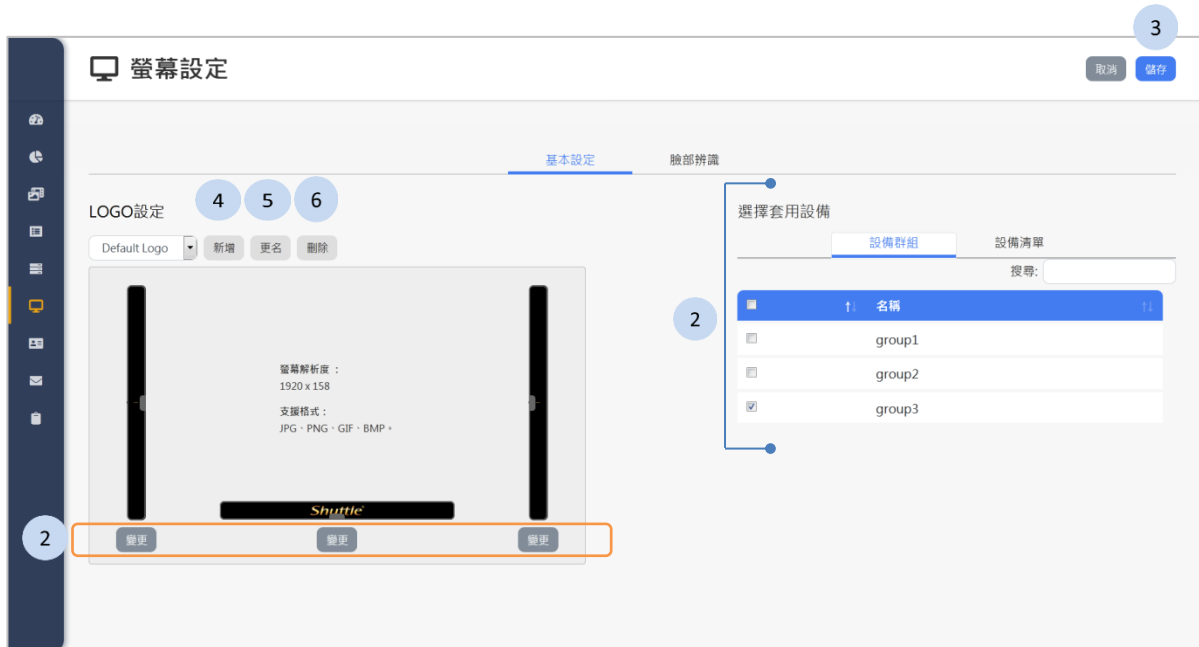 3
螢幕設定
取消
儲存
基本設定
臉部辨識
4
5
6
LOGO設定
Default Logo
新增
更名
刪除
螢幕解析度 ：
1920 x 158
支援格式：
JPG、PNG、GIF、BMP。
Shuttle
2
變更
變更
變更
2
選擇套用設備
設備群組
設備清單
搜尋:
名稱
group1
group2
group3